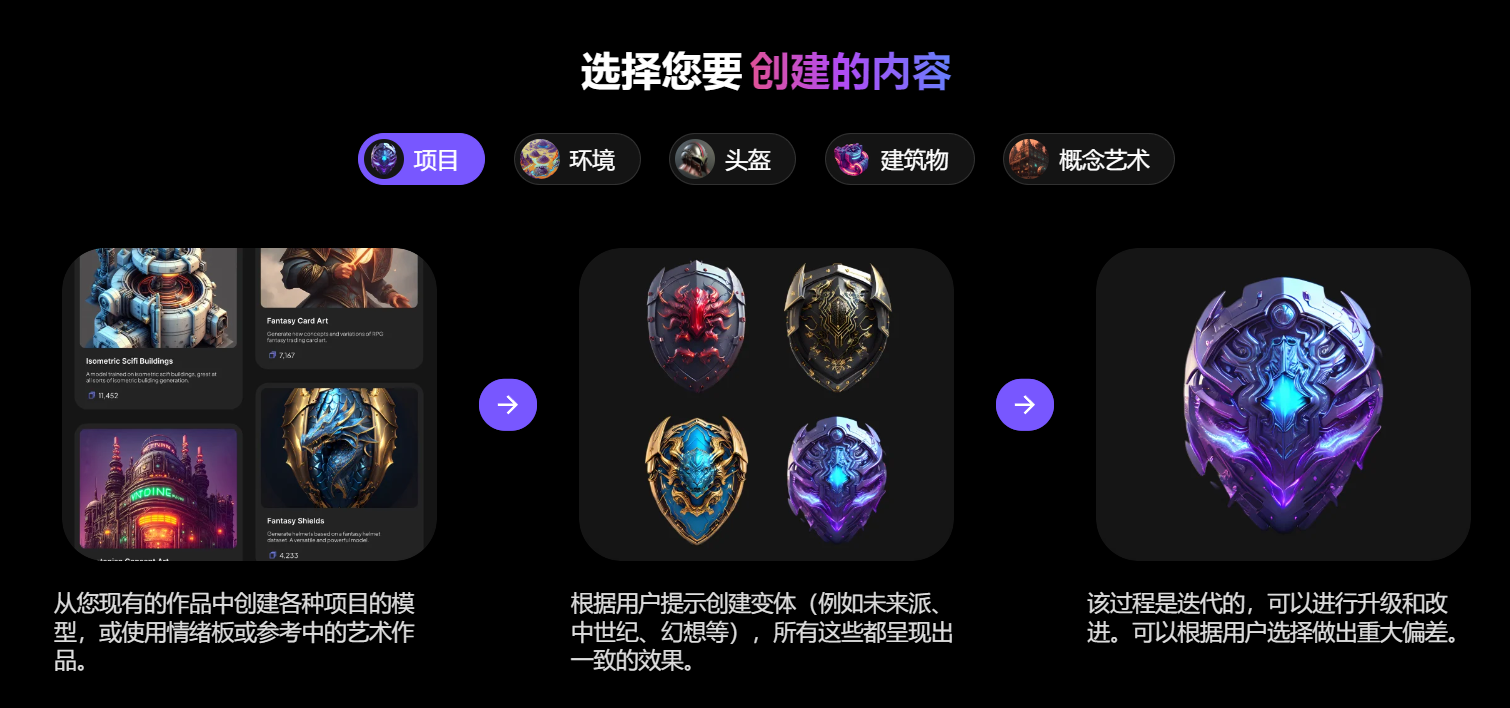 选择您要 创建的内容
项目
环境
头盔
建筑物
概念艺术
Isometric Scifi Buildings
A model trained on isometric scifi buildings, great at
all sorts of isometric building generation.
11,452
Fantasy Card Art
Generate new concepts and variations of RPG
fantasy trading card art.
7,167
Fantasy Shields
Generate helmets based on a fantasy helmet
dataset. A versatile and powerful model.
4,233
Concept Art
从您现有的作品中创建各种项目的模
型，或使用情绪板或参考中的艺术作
品。
根据用户提示创建变体（例如未来派、
中世纪、幻想等），所有这些都呈现出
一致的效果。
该过程是迭代的，可以进行升级和改
进。可以根据用户选择做出重大偏差。